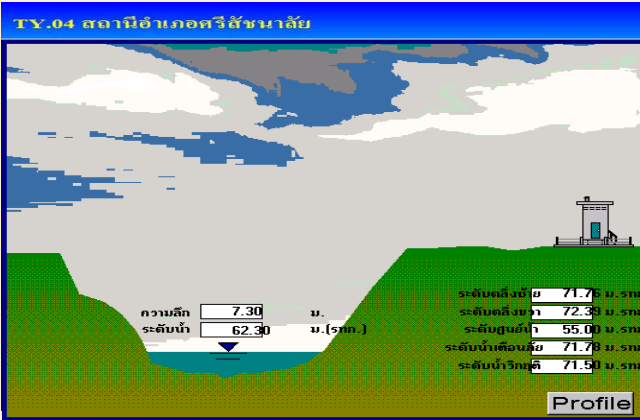 TY.04 สถานีอำเภอศรีสัชนาลัย
ความลึก 7.30 ม.
ระดับน้ำ 62.30 ม.(รทก.)
ระดับตลิ่งซ้าย 71.76 ม.รทก
ระดับตลิ่งขวา 72.39 ม.รทก
ระดับศูนย์น้ำ 55.00 ม.รทก
ระดับน้ำเตือนภัย 71.78 ม.รทก
ระดับน้ำวิกฤติ 71.50 ม.รทก
Profile